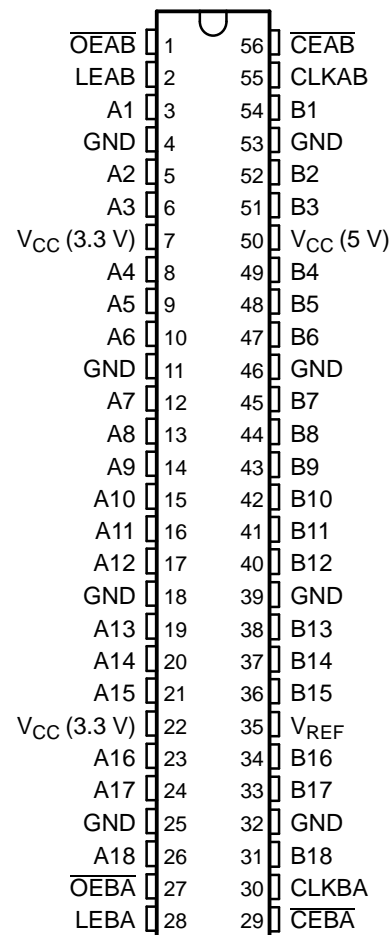 OEAB 1 56 CEAB
LEAB 2 55 CLKAB
A1 3 54 B1
GND 4 53 GND
A2 5 52 B2
A3 6 51 B3
VCC (3.3 V) 7 50 VCC (5 V)
A4 8 49 B4
A5 9 48 B5
A6 10 47 B6
GND 11 46 GND
A7 12 45 B7
A8 13 44 B8
A9 14 43 B9
A10 15 42 B10
A11 16 41 B11
A12 17 40 B12
GND 18 39 GND
A13 19 38 B13
A14 20 37 B14
A15 21 36 B15
VCC (3.3 V) 22 35 VREF
A16 23 34 B16
A17 24 33 B17
GND 25 32 GND
A18 26 31 B18
OEBA 27 30 CLKBA
LEBA 28 29 CEBA